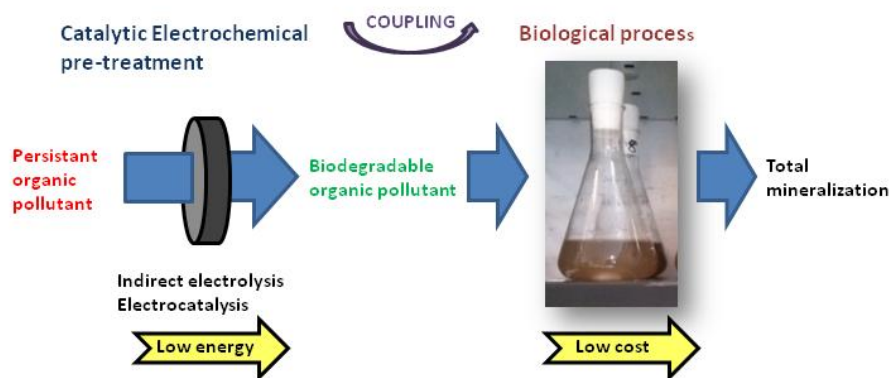 COUPLING
Catalytic Electrochemical
pre-treatment
Biological process
Persistant
organic
pollutant
Biodegradable
organic pollutant
Total
mineralization
Indirect electrolysis
Electrocatalysis
Low energy
Low cost